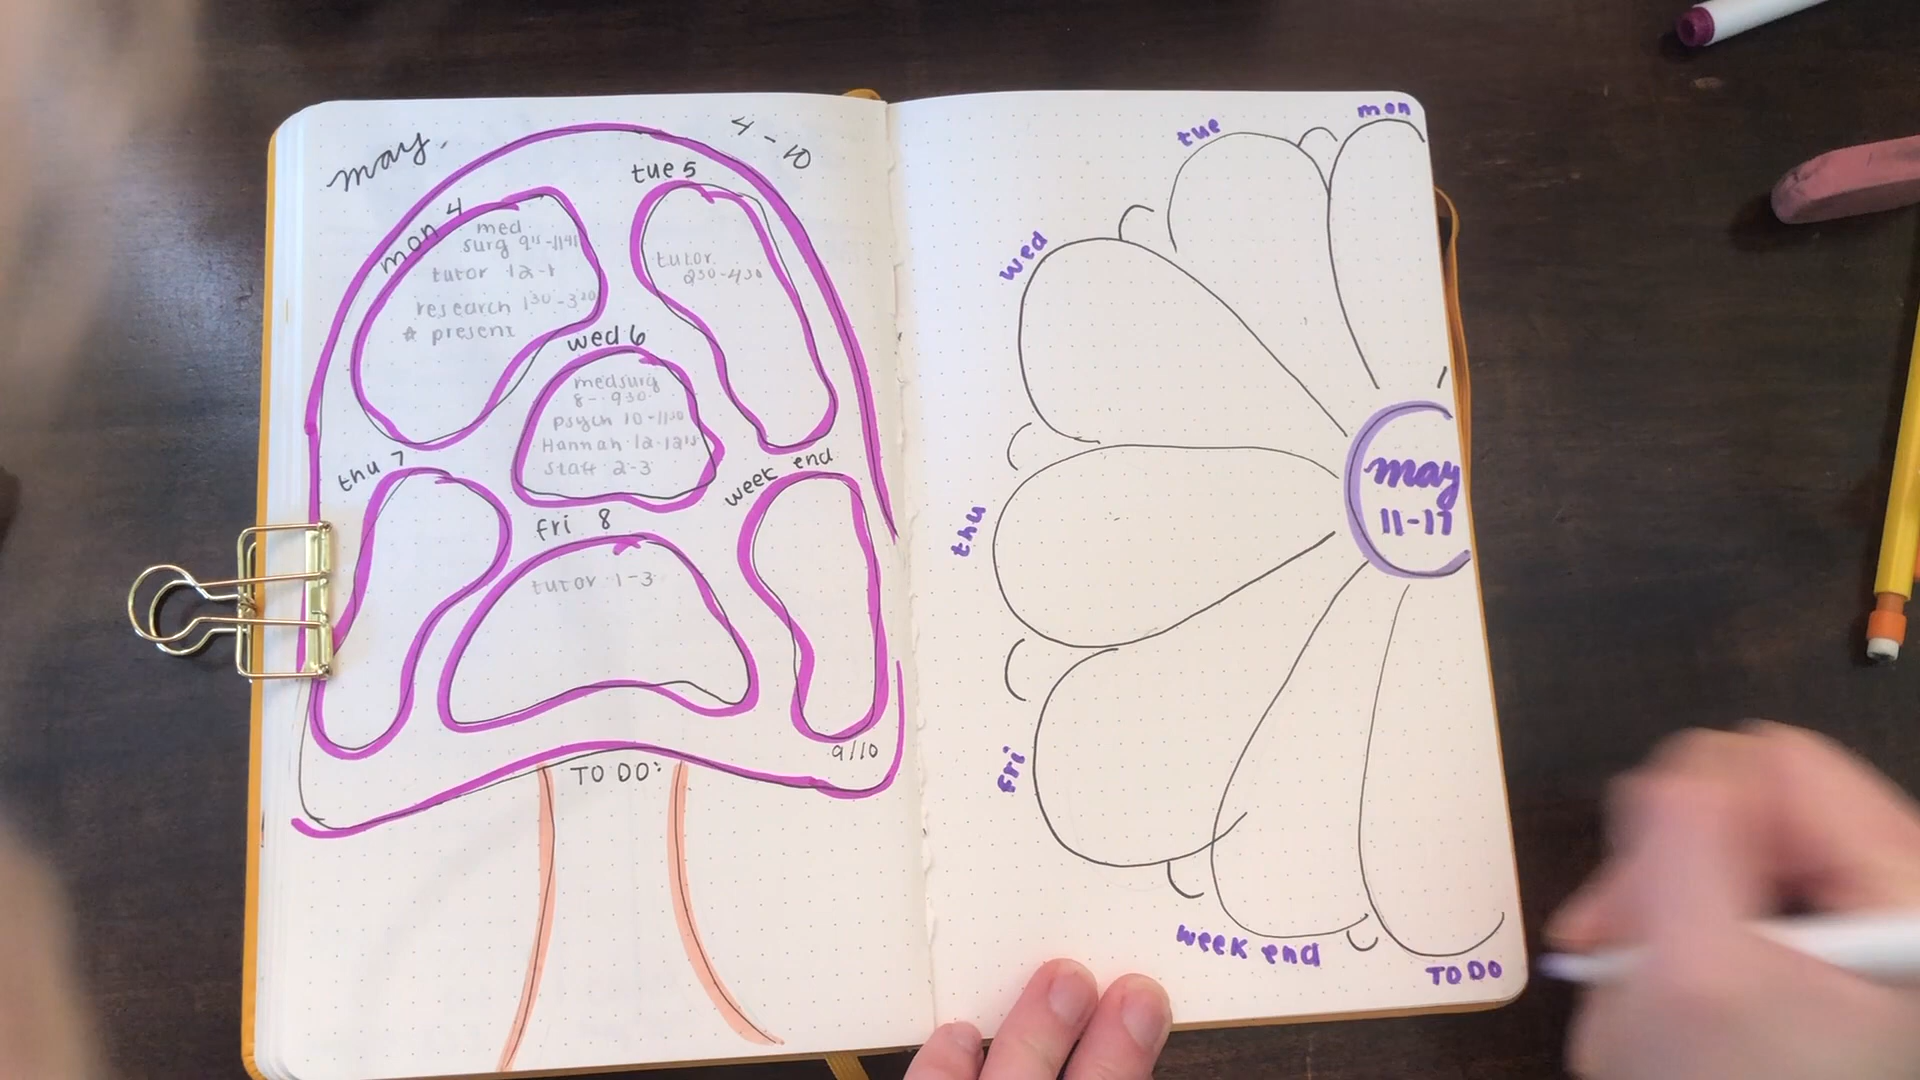 may.
4-10
mon 4
med
surg 9¹⁵-11⁴⁵
tutor 12-1
research 1³⁰-3²⁰
* present
tue 5
tutor
2³⁰-4³⁰
wed 6
medsurg
8-930
psych 10-11³⁰
Hannah 12-12¹⁵
staff 2-3
thu 7
fri 8
tutor 1-3
week end
9/10
TO DO:
mon
tue
wed
thu
fri
week end
TO DO
may
11-17